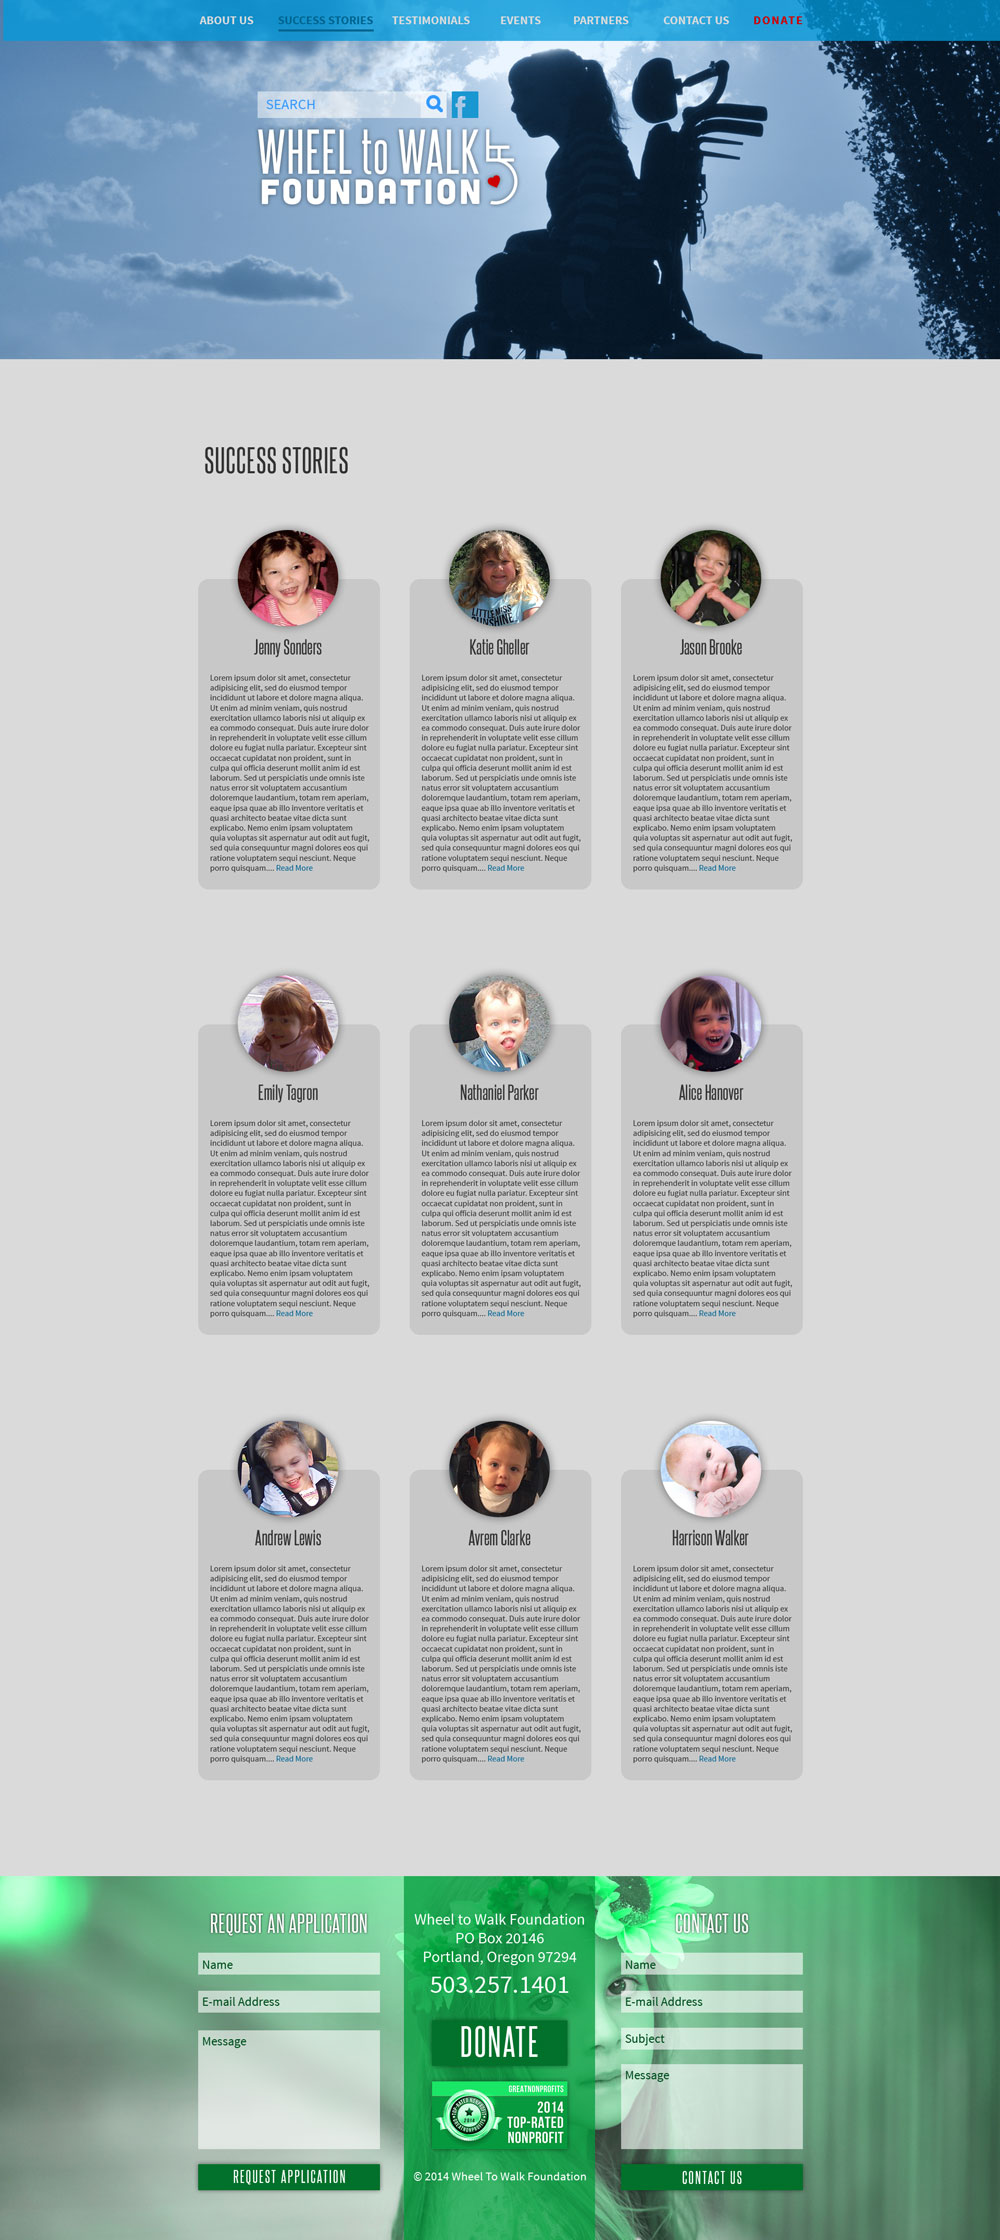 ABOUT US SUCCESS STORIES TESTIMONIALS EVENTS PARTNERS CONTACT US DONATE
SEARCH f
WHEEL to WALK
FOUNDATION
SUCCESS STORIES
LITTLE MISS
SUNSHINE
Jenny Sonders
Lorem ipsum dolor sit amet, consectetur
adipisicing elit, sed do eiusmod tempor
incididunt ut labore et dolore magna aliqua.
Ut enim ad minim veniam, quis nostrud
exercitation ullamco laboris nisi ut aliquip ex
ea commodo consequat. Duis aute irure dolor
in reprehenderit in voluptate velit esse cillum
dolore eu fugiat nulla pariatur. Excepteur sint
occaecat cupidatat non proident, sunt in
culpa qui officia deserunt mollit anim id est
laborum. Sed ut perspiciatis unde omnis iste
natus error sit voluptatem accusantium
doloremque laudantium, totam rem aperiam,
eaque ipsa quae ab illo inventore veritatis et
quasi architecto beatae vitae dicta sunt
explicabo. Nemo enim ipsam voluptatem
quia voluptas sit aspernatur aut odit aut fugit,
sed quia consequuntur magni dolores eos qui
ratione voluptatem sequi nesciunt. Neque
porro quisquam.... Read More
Katie Gheller
Lorem ipsum dolor sit amet, consectetur
adipisicing elit, sed do eiusmod tempor
incididunt ut labore et dolore magna aliqua.
Ut enim ad minim veniam, quis nostrud
exercitation ullamco laboris nisi ut aliquip ex
ea commodo consequat. Duis aute irure dolor
in reprehenderit in voluptate velit esse cillum
dolore eu fugiat nulla pariatur. Excepteur sint
occaecat cupidatat non proident, sunt in
culpa qui officia deserunt mollit anim id est
laborum. Sed ut perspiciatis unde omnis iste
natus error sit voluptatem accusantium
doloremque laudantium, totam rem aperiam,
eaque ipsa quae ab illo inventore veritatis et
quasi architecto beatae vitae dicta sunt
explicabo. Nemo enim ipsam voluptatem
quia voluptas sit aspernatur aut odit aut fugit,
sed quia consequuntur magni dolores eos qui
ratione voluptatem sequi nesciunt. Neque
porro quisquam.... Read More
Jason Brooke
Lorem ipsum dolor sit amet, consectetur
adipisicing elit, sed do eiusmod tempor
incididunt ut labore et dolore magna aliqua.
Ut enim ad minim veniam, quis nostrud
exercitation ullamco laboris nisi ut aliquip ex
ea commodo consequat. Duis aute irure dolor
in reprehenderit in voluptate velit esse cillum
dolore eu fugiat nulla pariatur. Excepteur sint
occaecat cupidatat non proident, sunt in
culpa qui officia deserunt mollit anim id est
laborum. Sed ut perspiciatis unde omnis iste
natus error sit voluptatem accusantium
doloremque laudantium, totam rem aperiam,
eaque ipsa quae ab illo inventore veritatis et
quasi architecto beatae vitae dicta sunt
explicabo. Nemo enim ipsam voluptatem
quia voluptas sit aspernatur aut odit aut fugit,
sed quia consequuntur magni dolores eos qui
ratione voluptatem sequi nesciunt. Neque
porro quisquam.... Read More
Emily Tagron
Lorem ipsum dolor sit amet, consectetur
adipisicing elit, sed do eiusmod tempor
incididunt ut labore et dolore magna aliqua.
Ut enim ad minim veniam, quis nostrud
exercitation ullamco laboris nisi ut aliquip ex
ea commodo consequat. Duis aute irure dolor
in reprehenderit in voluptate velit esse cillum
dolore eu fugiat nulla pariatur. Excepteur sint
occaecat cupidatat non proident, sunt in
culpa qui officia deserunt mollit anim id est
laborum. Sed ut perspiciatis unde omnis iste
natus error sit voluptatem accusantium
doloremque laudantium, totam rem aperiam,
eaque ipsa quae ab illo inventore veritatis et
quasi architecto beatae vitae dicta sunt
explicabo. Nemo enim ipsam voluptatem
quia voluptas sit aspernatur aut odit aut fugit,
sed quia consequuntur magni dolores eos qui
ratione voluptatem sequi nesciunt. Neque
porro quisquam.... Read More
Nathaniel Parker
Lorem ipsum dolor sit amet, consectetur
adipisicing elit, sed do eiusmod tempor
incididunt ut labore et dolore magna aliqua.
Ut enim ad minim veniam, quis nostrud
exercitation ullamco laboris nisi ut aliquip ex
ea commodo consequat. Duis aute irure dolor
in reprehenderit in voluptate velit esse cillum
dolore eu fugiat nulla pariatur. Excepteur sint
occaecat cupidatat non proident, sunt in
culpa qui officia deserunt mollit anim id est
laborum. Sed ut perspiciatis unde omnis iste
natus error sit voluptatem accusantium
doloremque laudantium, totam rem aperiam,
eaque ipsa quae ab illo inventore veritatis et
quasi architecto beatae vitae dicta sunt
explicabo. Nemo enim ipsam voluptatem
quia voluptas sit aspernatur aut odit aut fugit,
sed quia consequuntur magni dolores eos qui
ratione voluptatem sequi nesciunt. Neque
porro quisquam.... Read More
Alice Hanover
Lorem ipsum dolor sit amet, consectetur
adipisicing elit, sed do eiusmod tempor
incididunt ut labore et dolore magna aliqua.
Ut enim ad minim veniam, quis nostrud
exercitation ullamco laboris nisi ut aliquip ex
ea commodo consequat. Duis aute irure dolor
in reprehenderit in voluptate velit esse cillum
dolore eu fugiat nulla pariatur. Excepteur sint
occaecat cupidatat non proident, sunt in
culpa qui officia deserunt mollit anim id est
laborum. Sed ut perspiciatis unde omnis iste
natus error sit voluptatem accusantium
doloremque laudantium, totam rem aperiam,
eaque ipsa quae ab illo inventore veritatis et
quasi architecto beatae vitae dicta sunt
explicabo. Nemo enim ipsam voluptatem
quia voluptas sit aspernatur aut odit aut fugit,
sed quia consequuntur magni dolores eos qui
ratione voluptatem sequi nesciunt. Neque
porro quisquam.... Read More
Andrew Lewis
Lorem ipsum dolor sit amet, consectetur
adipisicing elit, sed do eiusmod tempor
incididunt ut labore et dolore magna aliqua.
Ut enim ad minim veniam, quis nostrud
exercitation ullamco laboris nisi ut aliquip ex
ea commodo consequat. Duis aute irure dolor
in reprehenderit in voluptate velit esse cillum
dolore eu fugiat nulla pariatur. Excepteur sint
occaecat cupidatat non proident, sunt in
culpa qui officia deserunt mollit anim id est
laborum. Sed ut perspiciatis unde omnis iste
natus error sit voluptatem accusantium
doloremque laudantium, totam rem aperiam,
eaque ipsa quae ab illo inventore veritatis et
quasi architecto beatae vitae dicta sunt
explicabo. Nemo enim ipsam voluptatem
quia voluptas sit aspernatur aut odit aut fugit,
sed quia consequuntur magni dolores eos qui
ratione voluptatem sequi nesciunt. Neque
porro quisquam.... Read More
Avrem Clarke
Lorem ipsum dolor sit amet, consectetur
adipisicing elit, sed do eiusmod tempor
incididunt ut labore et dolore magna aliqua.
Ut enim ad minim veniam, quis nostrud
exercitation ullamco laboris nisi ut aliquip ex
ea commodo consequat. Duis aute irure dolor
in reprehenderit in voluptate velit esse cillum
dolore eu fugiat nulla pariatur. Excepteur sint
occaecat cupidatat non proident, sunt in
culpa qui officia deserunt mollit anim id est
laborum. Sed ut perspiciatis unde omnis iste
natus error sit voluptatem accusantium
doloremque laudantium, totam rem aperiam,
eaque ipsa quae ab illo inventore veritatis et
quasi architecto beatae vitae dicta sunt
explicabo. Nemo enim ipsam voluptatem
quia voluptas sit aspernatur aut odit aut fugit,
sed quia consequuntur magni dolores eos qui
ratione voluptatem sequi nesciunt. Neque
porro quisquam.... Read More
Harrison Walker
Lorem ipsum dolor sit amet, consectetur
adipisicing elit, sed do eiusmod tempor
incididunt ut labore et dolore magna aliqua.
Ut enim ad minim veniam, quis nostrud
exercitation ullamco laboris nisi ut aliquip ex
ea commodo consequat. Duis aute irure dolor
in reprehenderit in voluptate velit esse cillum
dolore eu fugiat nulla pariatur. Excepteur sint
occaecat cupidatat non proident, sunt in
culpa qui officia deserunt mollit anim id est
laborum. Sed ut perspiciatis unde omnis iste
natus error sit voluptatem accusantium
doloremque laudantium, totam rem aperiam,
eaque ipsa quae ab illo inventore veritatis et
quasi architecto beatae vitae dicta sunt
explicabo. Nemo enim ipsam voluptatem
quia voluptas sit aspernatur aut odit aut fugit,
sed quia consequuntur magni dolores eos qui
ratione voluptatem sequi nesciunt. Neque
porro quisquam.... Read More
REQUEST AN APPLICATION
Name
E-mail Address
Message
REQUEST APPLICATION
Wheel to Walk Foundation
PO Box 20146
Portland, Oregon 97294
503.257.1401
DONATE
GREATNONPROFITS
2014
TOP-RATED
NONPROFIT
2014
© 2014 Wheel To Walk Foundation
CONTACT US
Name
E-mail Address
Subject
Message
CONTACT US